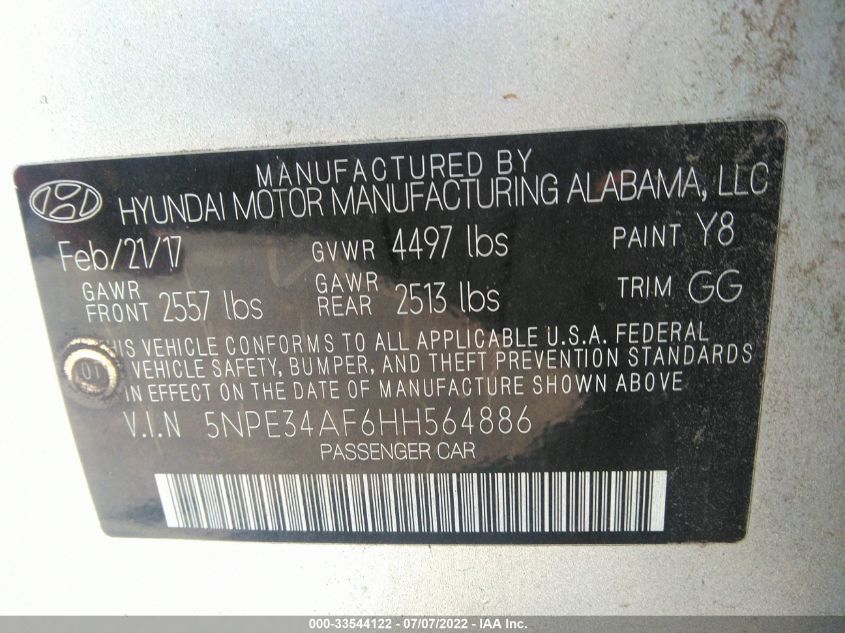 MANUFACTURED BY
HYUNDAI MOTOR MANUFACTURING ALABAMA, LLC
Feb/21/17 GVWR 4497 lbs PAINT Y8
GAWR FRONT 2557 lbs GAWR REAR 2513 lbs TRIM GG
IS VEHICLE CONFORMS TO ALL APPLICABLE U.S.A. FEDERAL
VEHICLE SAFETY, BUMPER, AND THEFT PREVENTION STANDARDS
IN EFFECT ON THE DATE OF MANUFACTURE SHOWN ABOVE
V.I.N 5NPE34AF6HH564886
PASSENGER CAR
000-33544122 - 07/07/2022 - IAA Inc.